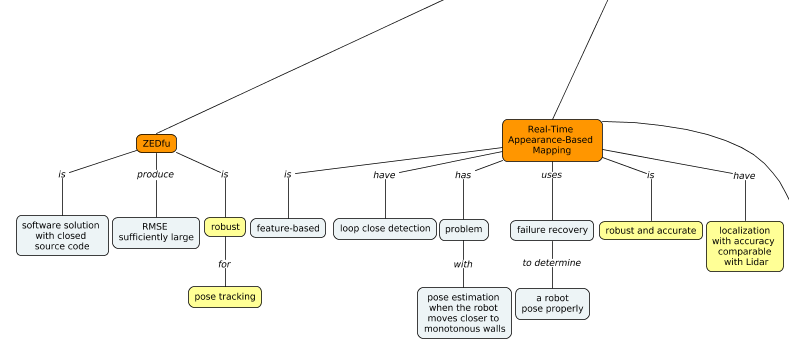 ZEDfu
Real-Time
Appearance-Based
Mapping
is
produce
is
is
have
has
uses
is
have
software solution
with closed
source code
RMSE
sufficiently large
robust
feature-based
loop close detection
problem
failure recovery
robust and accurate
localization
with accuracy
comparable
with Lidar
for
with
to determine
pose tracking
pose estimation
when the robot
moves closer to
monotonous walls
a robot
pose properly